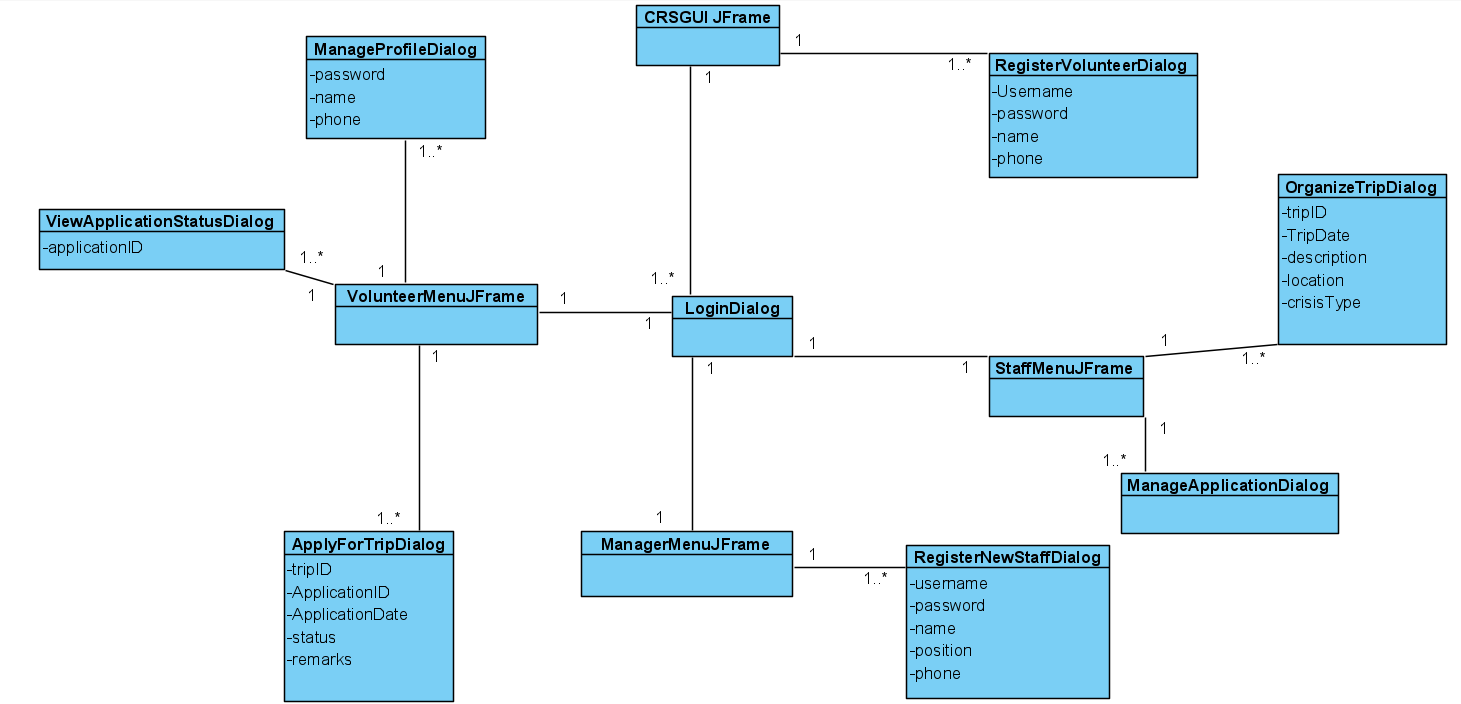 CRSGUI JFrame
1
1
1..*
RegisterVolunteerDialog
-Username
-password
-name
-phone
ManageProfileDialog
-password
-name
-phone
1..*
ViewApplicationStatusDialog
-applicationID
1..*
1
1
VolunteerMenuJFrame
1
1
1
1..*
LoginDialog
1
1
1
StaffMenuJFrame
1
1..*
OrganizeTripDialog
-tripID
-TripDate
-description
-location
-crisisType
1
1..*
ManageApplicationDialog
1..*
ApplyForTripDialog
-tripID
-ApplicationID
-ApplicationDate
-status
-remarks
1
ManagerMenuJFrame
1
1..*
RegisterNewStaffDialog
-username
-password
-name
-position
-phone